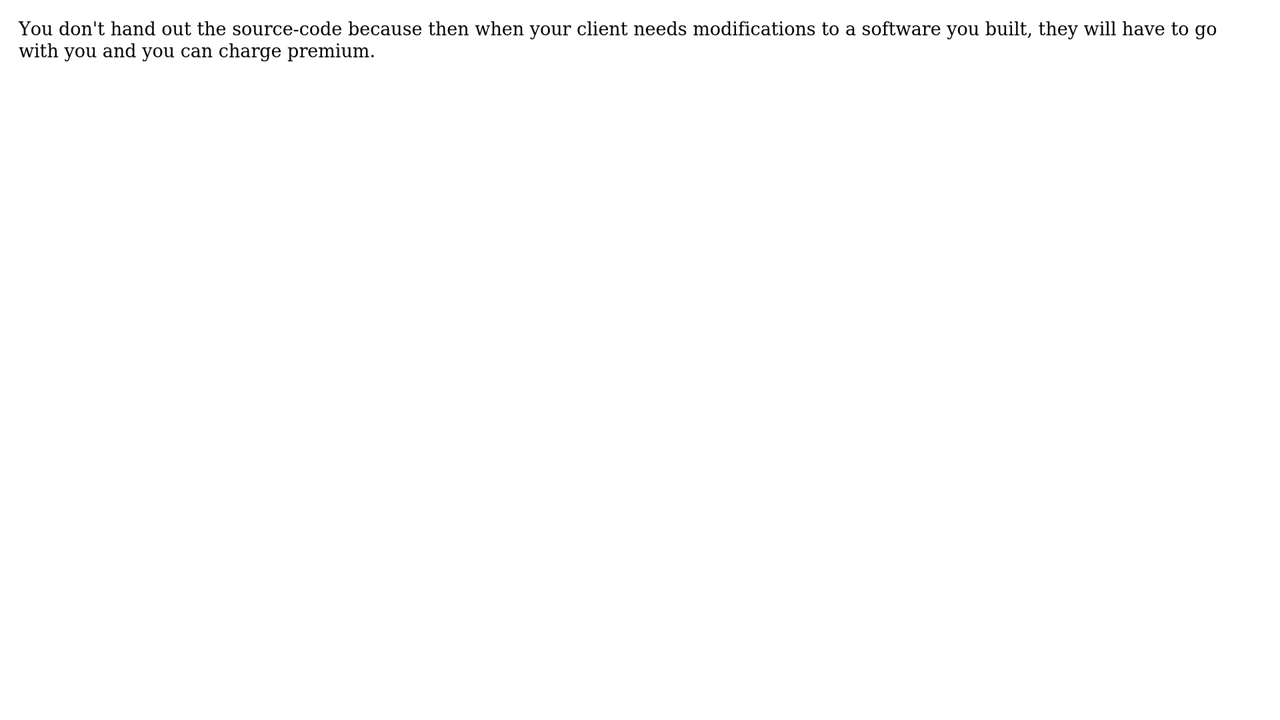 You don't hand out the source-code because then when your client needs modifications to a software you built, they will have to go
with you and you can charge premium.